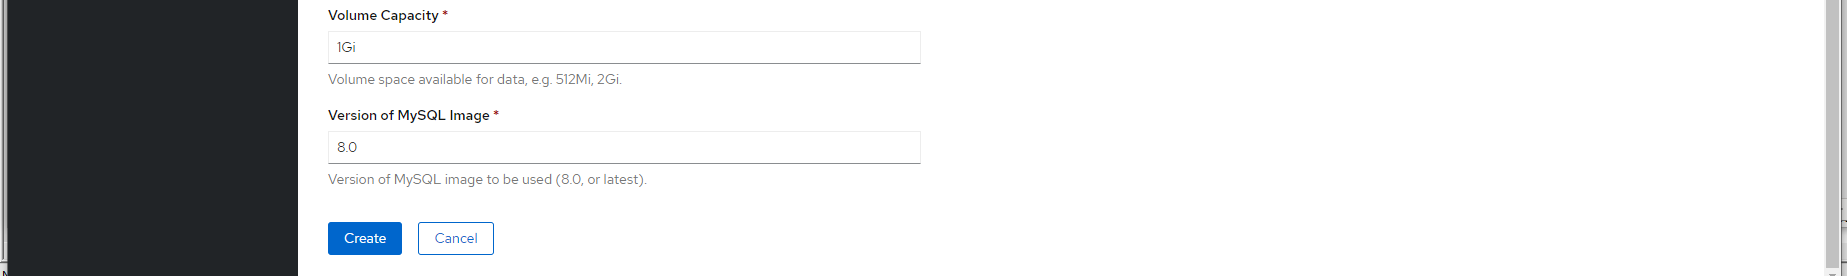 Volume Capacity *
1Gi
Volume space available for data, e.g. 512Mi, 2Gi.
Version of MySQL Image *
8.0
Version of MySQL image to be used (8.0, or latest).
Create Cancel